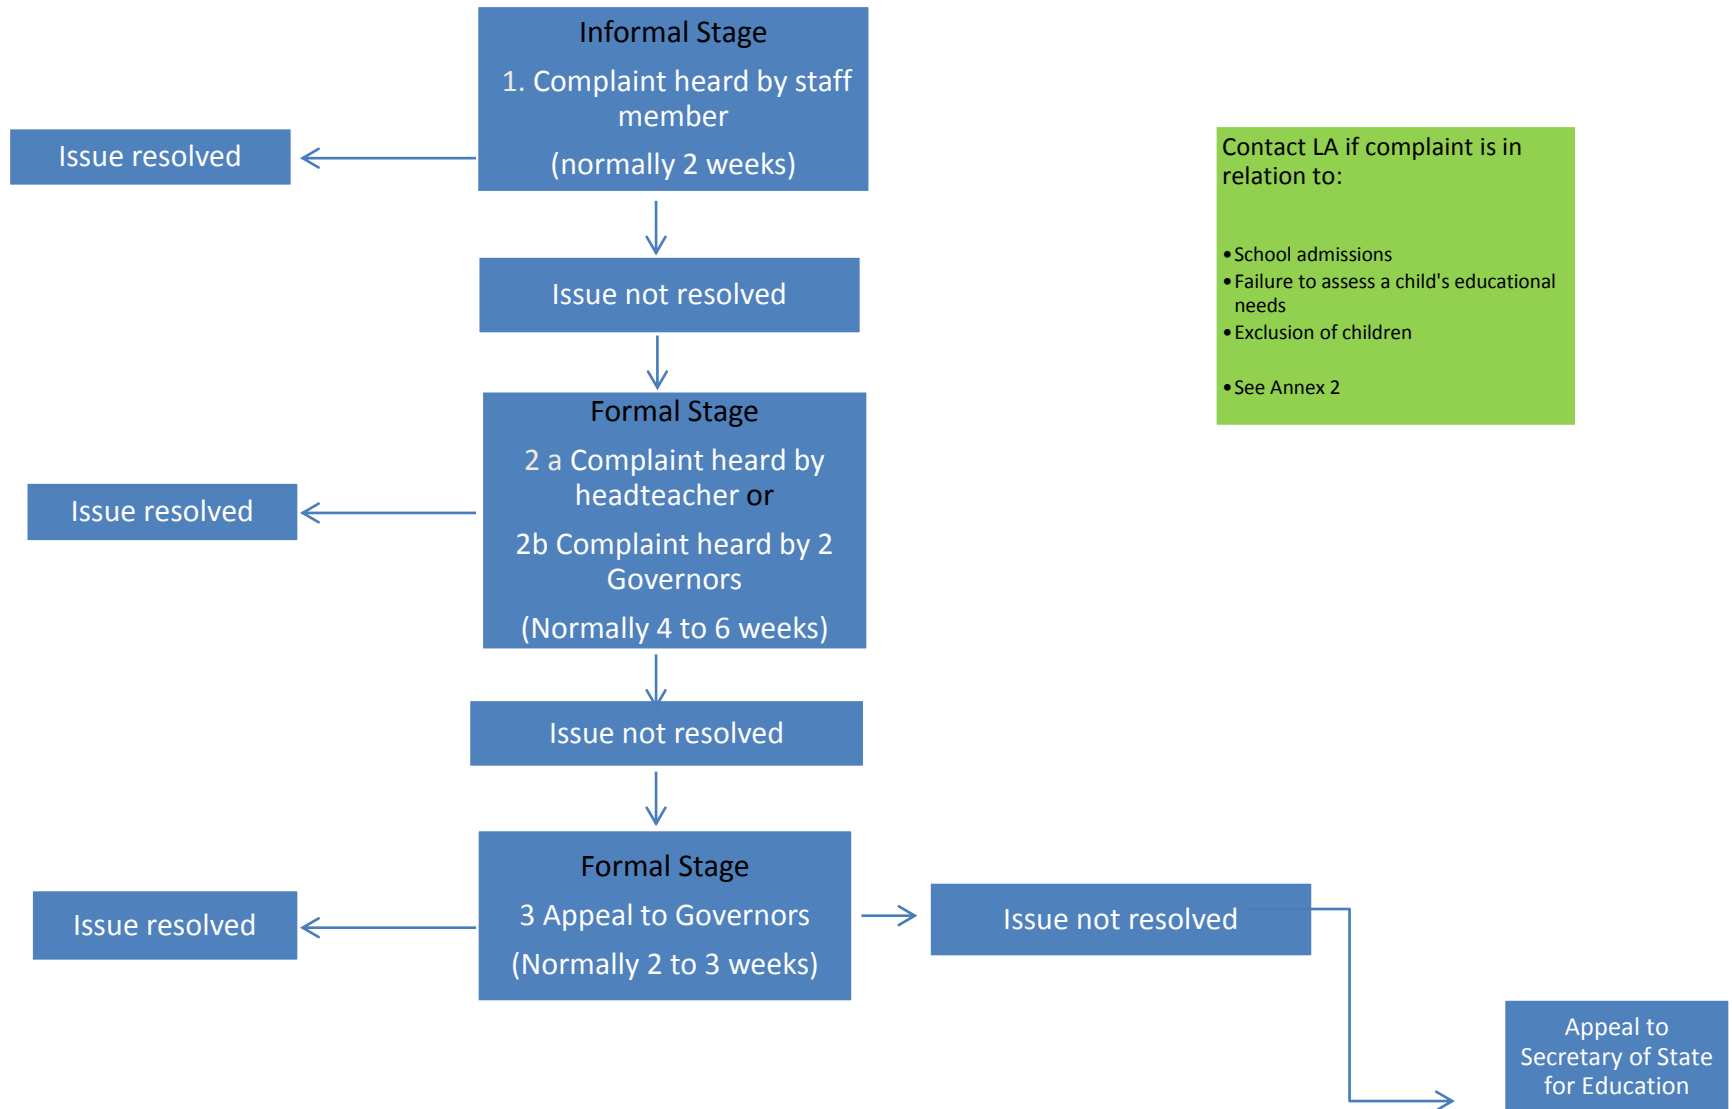 Informal Stage
1. Complaint heard by staff
member
(normally 2 weeks)
Issue resolved
Contact LA if complaint is in
relation to:
•School admissions
•Failure to assess a child's educational
needs
•Exclusion of children
•See Annex 2
Issue not resolved
Formal Stage
2 a Complaint heard by
headteacher or
2b Complaint heard by 2
Governors
(Normally 4 to 6 weeks)
Issue resolved
Issue not resolved
Formal Stage
3 Appeal to Governors
(Normally 2 to 3 weeks)
Issue resolved
Issue not resolved
Appeal to
Secretary of State
for Education